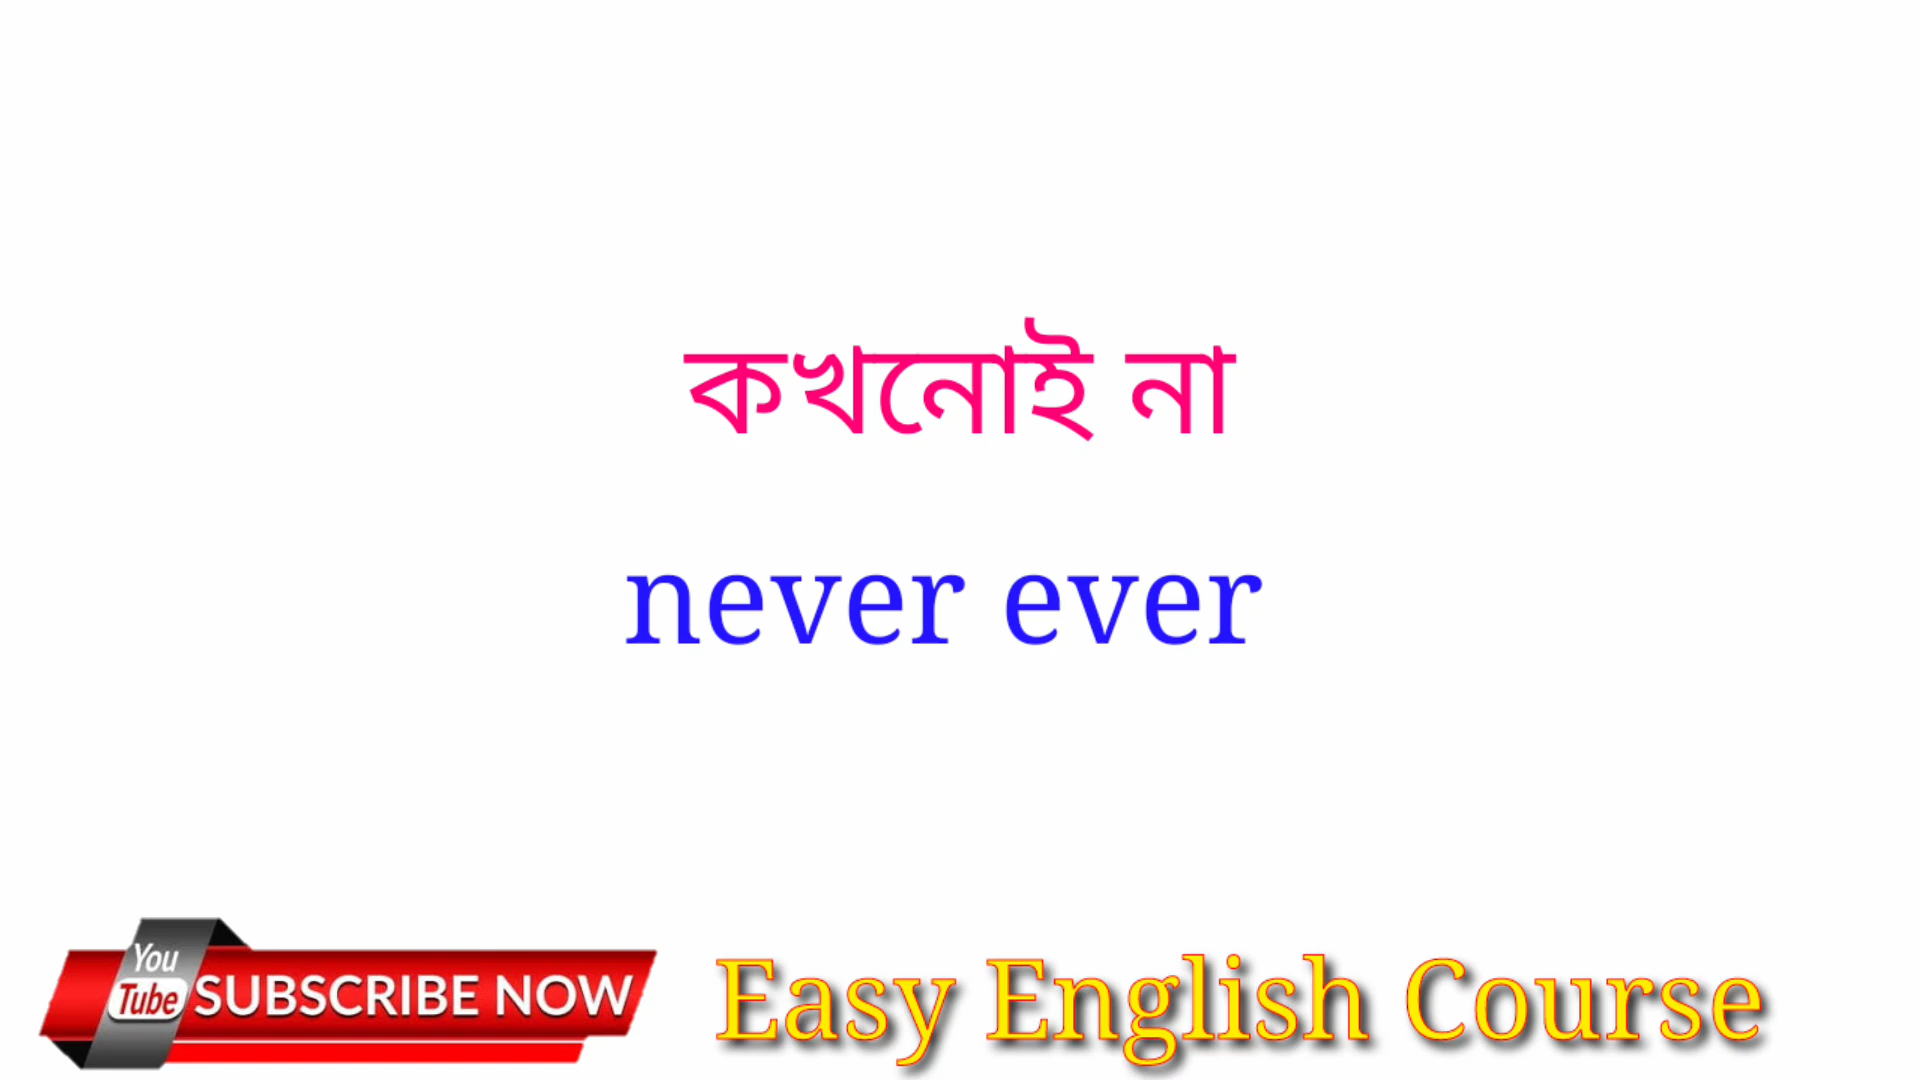 কখনোই না
never ever
You Tube SUBSCRIBE NOW
Easy English Course